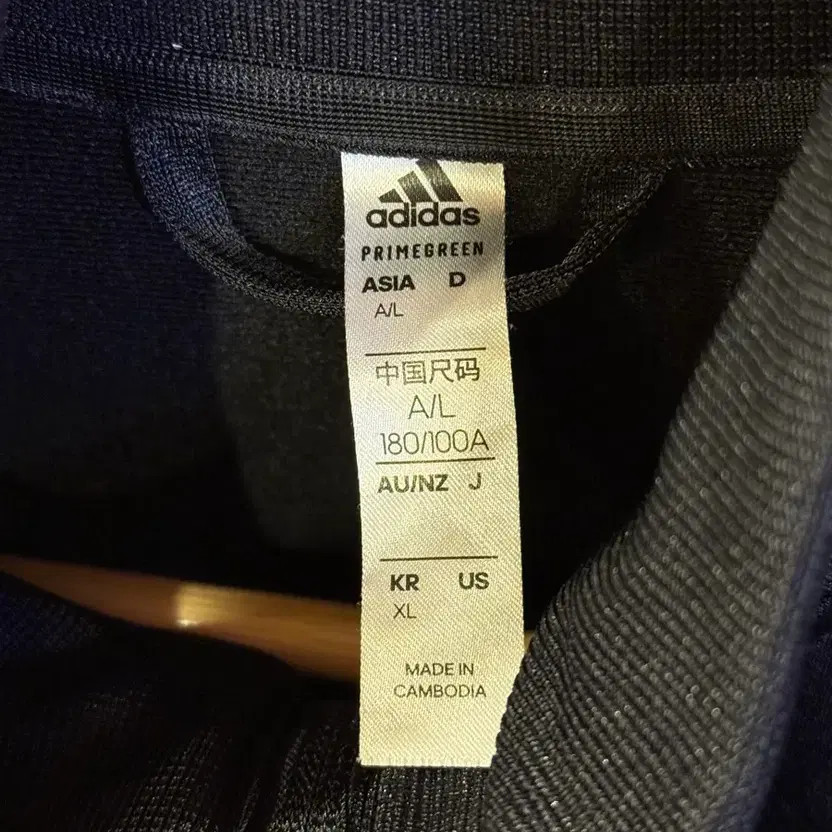 adidas
PRIMEGREEN
ASIA D
A/L
中国尺码
A/L
180/100A
AU/NZ J
KR US
XL
MADE IN
CAMBODIA